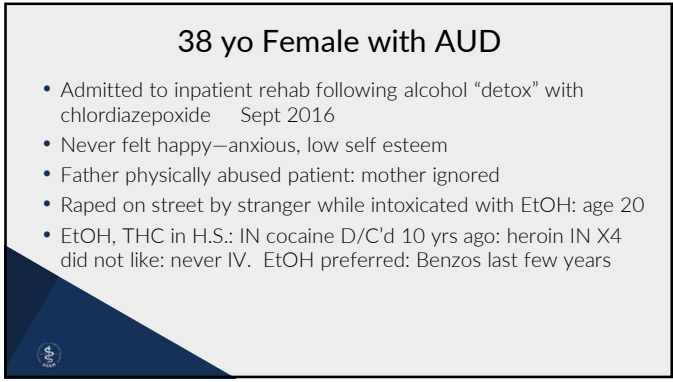 38 yo Female with AUD
• Admitted to inpatient rehab following alcohol “detox” with
chlordiazepoxide Sept 2016
• Never felt happy—anxious, low self esteem
• Father physically abused patient: mother ignored
• Raped on street by stranger while intoxicated with EtOH: age 20
• EtOH, THC in H.S.: IN cocaine D/C’d 10 yrs ago: heroin IN X4
did not like: never IV. EtOH preferred: Benzos last few years